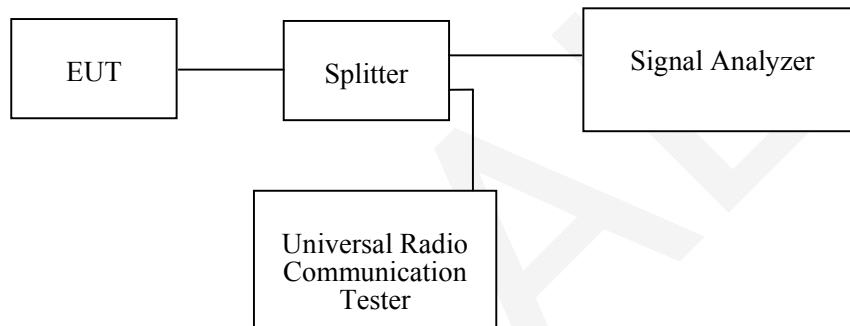 EUT
Splitter
Signal Analyzer
Universal Radio
Communication
Tester